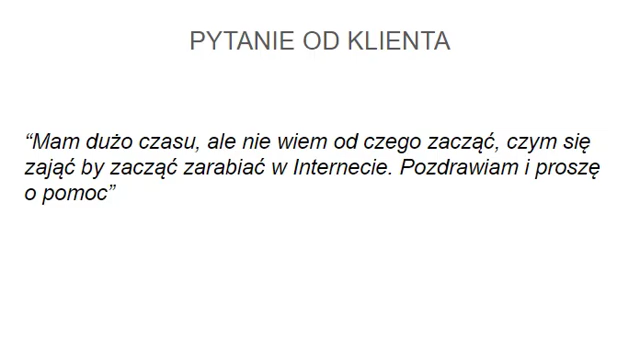 PYTANIE OD KLIENTA
“Mam dużo czasu, ale nie wiem od czego zacząć, czym się
zająć by zacząć zarabiać w Internecie. Pozdrawiam i proszę
o pomoc”